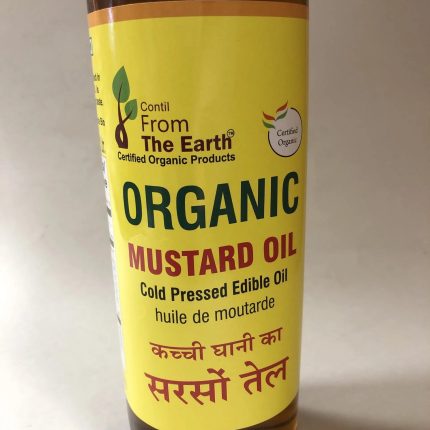 Contil
From
The Earth™
Certified Organic Products
Certified
Organic
ORGANIC
MUSTARD OIL
Cold Pressed Edible Oil
huile de moutarde
कच्ची घानी का
सरसों तेल